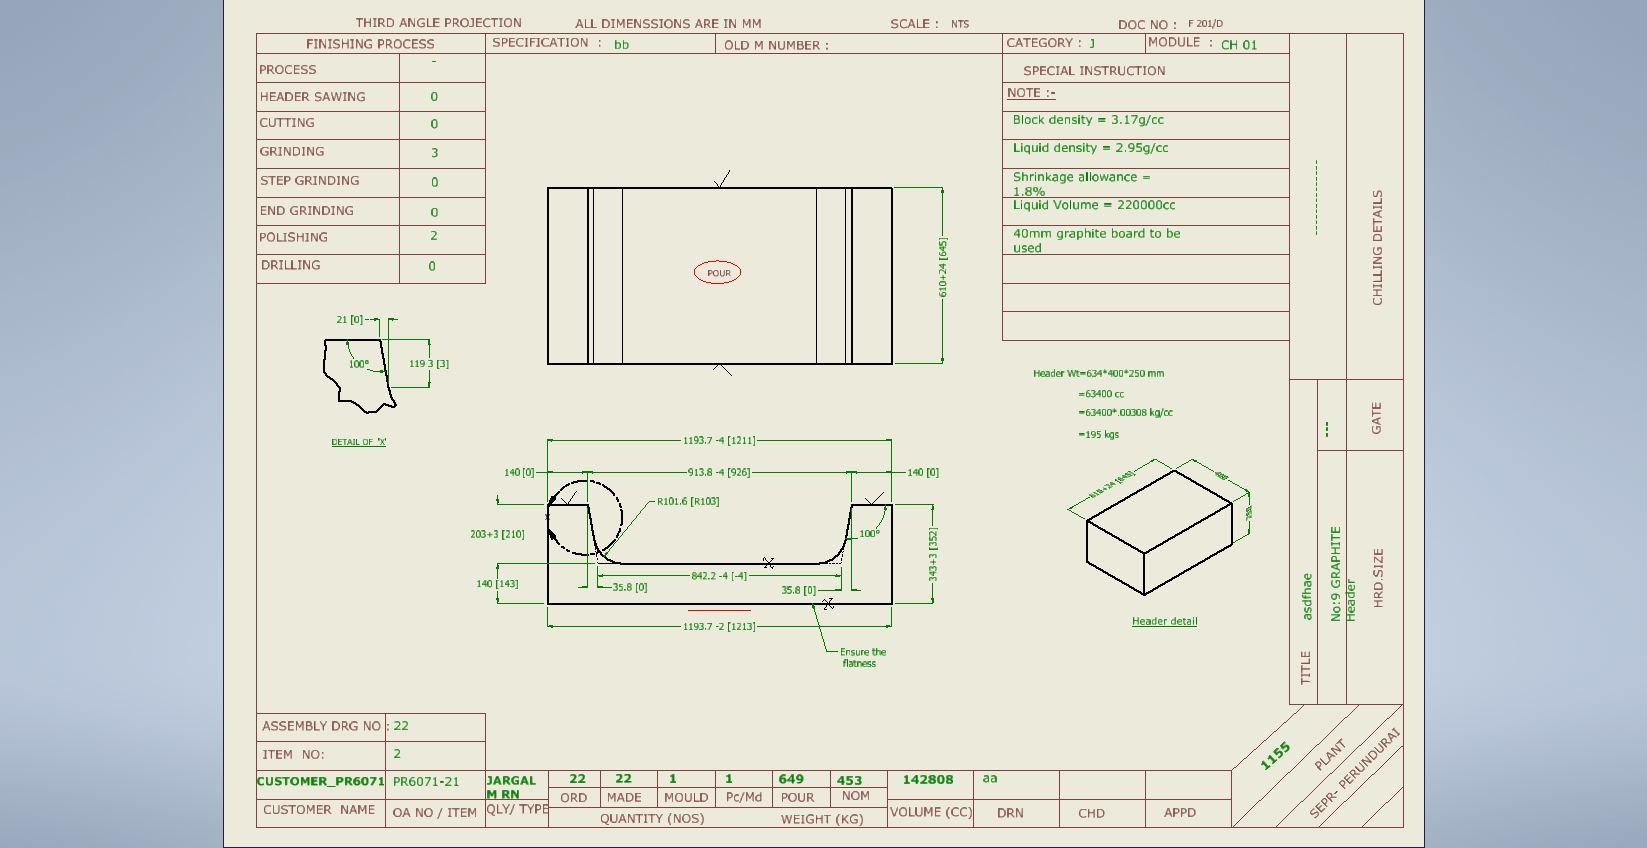 THIRD ANGLE PROJECTION ALL DIMENSSIONS ARE IN MM SCALE : NTS DOC NO : F 201/D
FINISHING PROCESS
SPECIFICATION : bb
OLD M NUMBER :
CATEGORY : J
MODULE : CH 01
PROCESS -
HEADER SAWING 0
CUTTING 0
GRINDING 3
STEP GRINDING 0
END GRINDING 0
POLISHING 2
DRILLING 0
SPECIAL INSTRUCTION
NOTE :-
Block density = 3.17g/cc
Liquid density = 2.95g/cc
Shrinkage allowance =
1.8%
Liquid Volume = 220000cc
40mm graphite board to be
used
CHILLING DETAILS
POUR
610+24 [645]
21 [0]
100°
119 3 [3]
DETAIL OF 'X'
Header Wt=634*400*250 mm
=63400 cc
=63400*.00308 kg/cc
=195 kgs
GATE
1193.7 -4 [1211]
140 [0] 913.8 -4 [926] 140 [0]
R101.6 [R103]
x
203+3 [210]
100°
343+3 [352]
140 [143]
842.2 -4 [-4]
35.8 [0] 35.8 [0]
1193.7 -2 [1213]
Ensure the
flatness
610+24 [645]
400
250
Header detail
TITLE
asdfhae
No:9 GRAPHITE
Header
HRD.SIZE
ASSEMBLY DRG NO : 22
ITEM NO: 2
CUSTOMER_PR6071 PR6071-21
JARGAL
M RN
22 22 1 1 649 453 142808 aa
ORD MADE MOULD Pc/Md POUR NOM
CUSTOMER NAME OA NO / ITEM QLY/ TYPE QUANTITY (NOS) WEIGHT (KG) VOLUME (CC) DRN CHD APPD
1155
PLANT
SEPR- PERUNDURAI